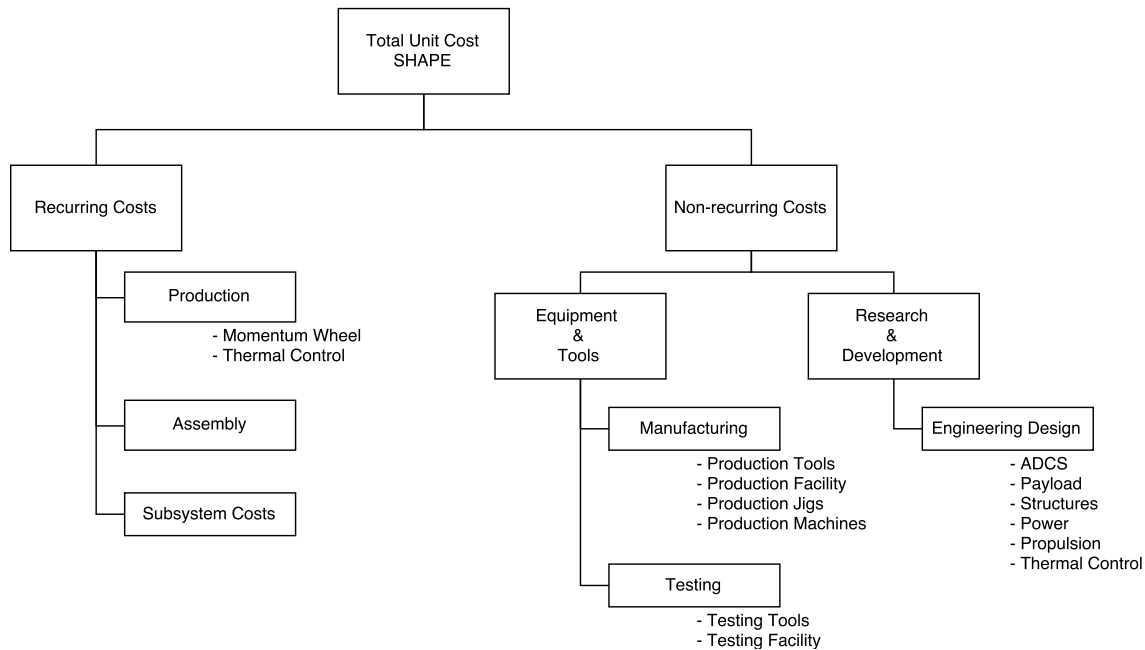 Total Unit Cost
SHAPE
Recurring Costs
Non-recurring Costs
Production
- Momentum Wheel
- Thermal Control
Assembly
Subsystem Costs
Equipment
&
Tools
Research
&
Development
Manufacturing
- Production Tools
- Production Facility
- Production Jigs
- Production Machines
Testing
- Testing Tools
- Testing Facility
Engineering Design
- ADCS
- Payload
- Structures
- Power
- Propulsion
- Thermal Control